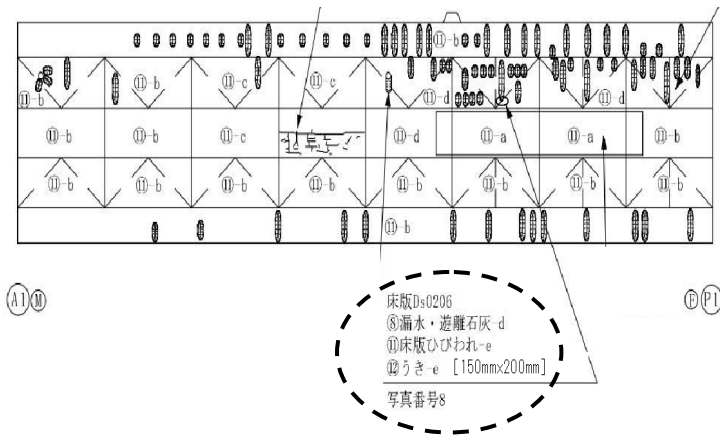 ⑪-b
⑪-b ⑪-b ⑪-c ⑪-c ⑪-d ⑪-d
⑪-b ⑪-b ⑪-c ⑪-d ⑪-a ⑪-a ⑪-b
⑪-b ⑪-b ⑪-b ⑪-b ⑪-b ⑪-b ⑪-b ⑪-b
⑪-b
A1 M F P1
床版Ds0206
⑧漏水・遊離石灰-d
⑪床版ひびわれ-e
⑫うき-e [150mmx200mm]
写真番号8